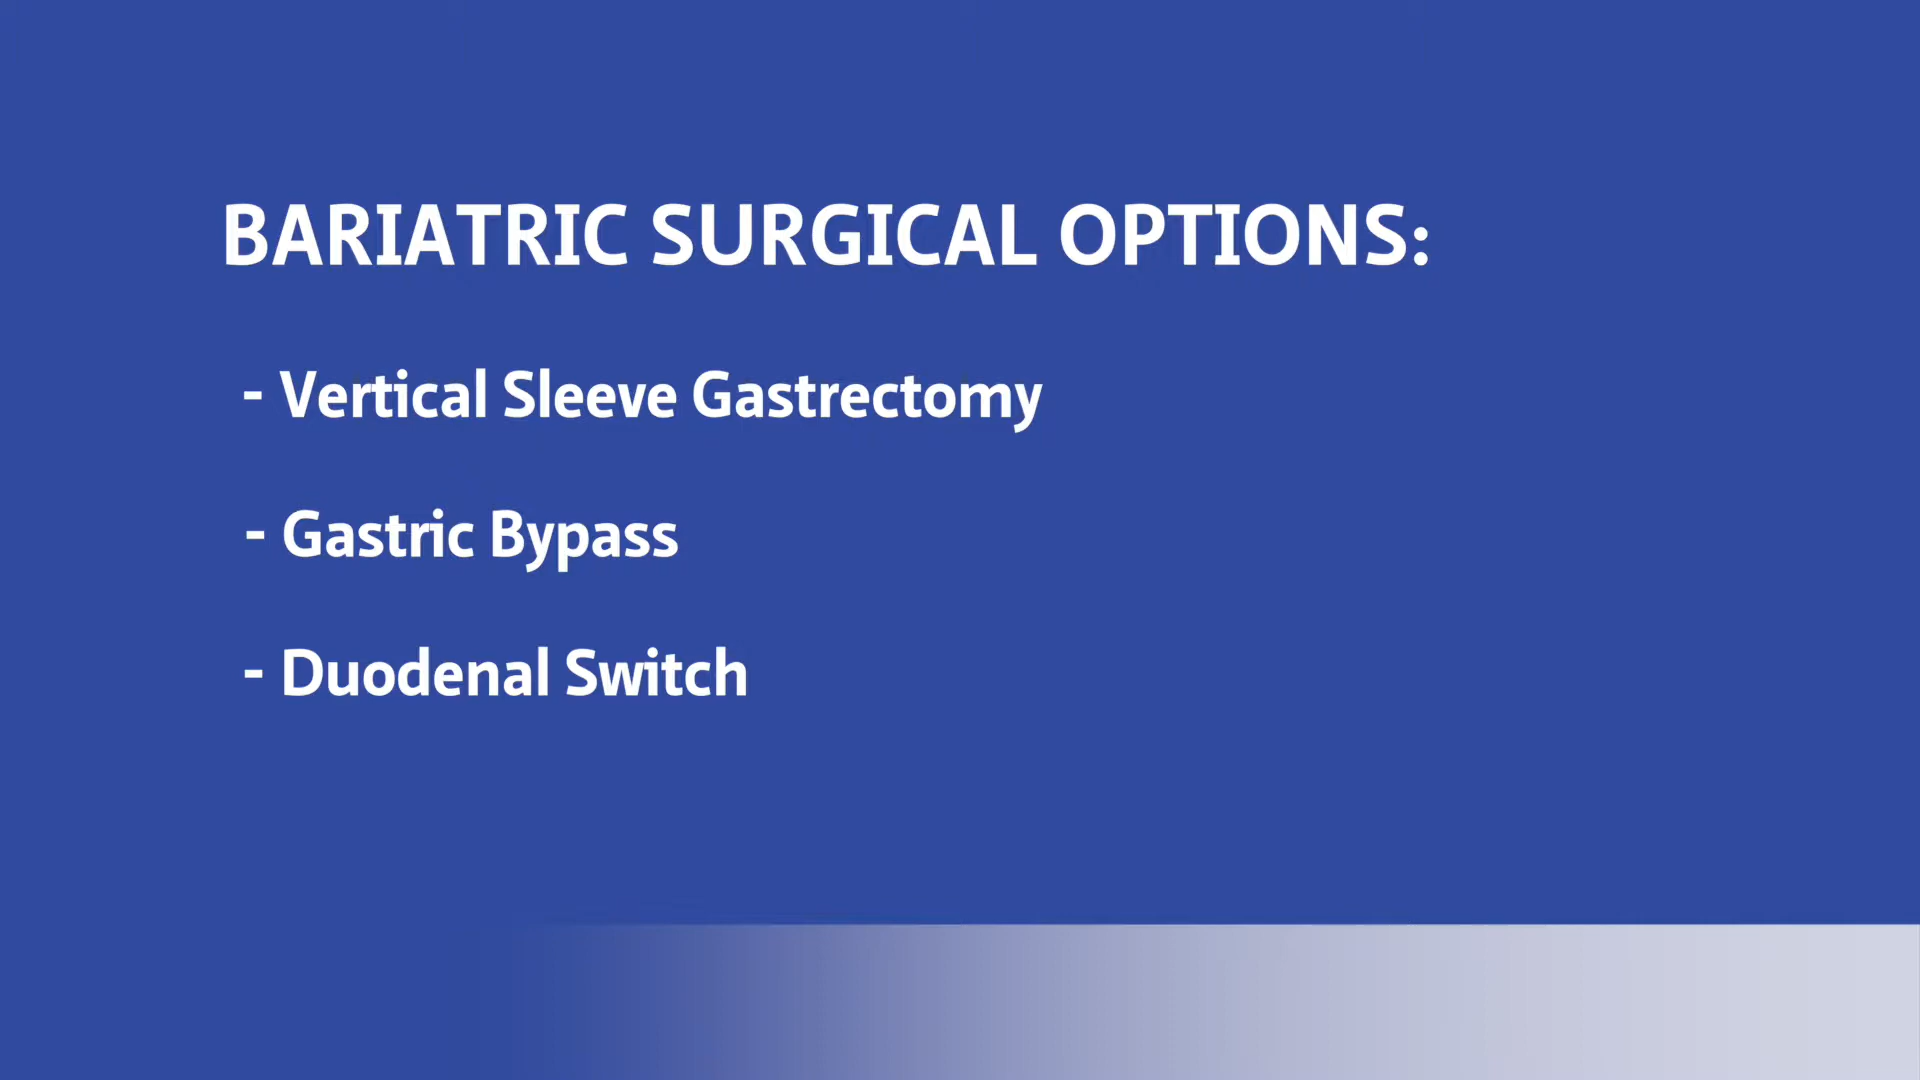 BARIATRIC SURGICAL OPTIONS:
- Vertical Sleeve Gastrectomy
- Gastric Bypass
- Duodenal Switch